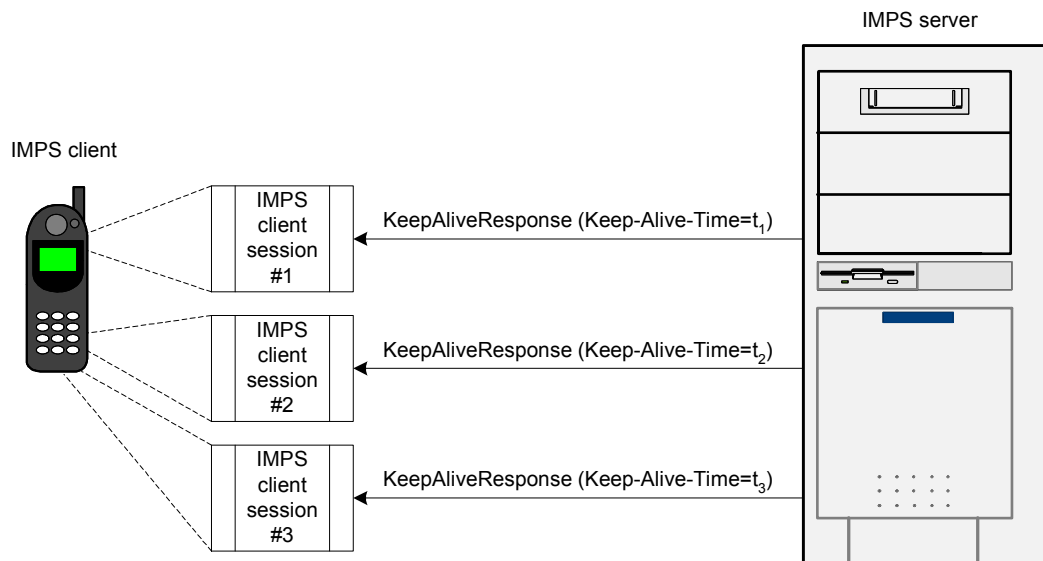 IMPS server
IMPS client
IMPS
client
session
#1
KeepAliveResponse (Keep-Alive-Time=t₁)
IMPS
client
session
#2
KeepAliveResponse (Keep-Alive-Time=t₂)
IMPS
client
session
#3
KeepAliveResponse (Keep-Alive-Time=t₃)